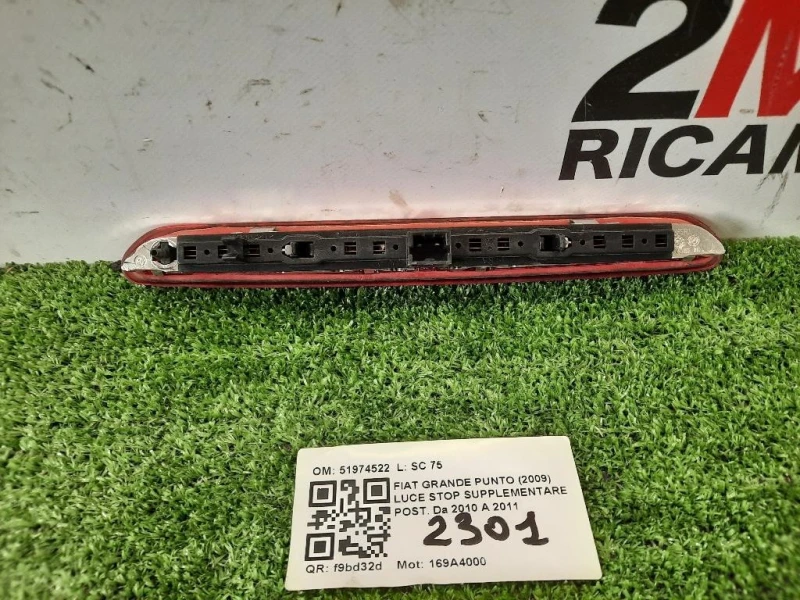 2M
RICAM
OM: 51974522 L: SC 75
FIAT GRANDE PUNTO (2009)
LUCE STOP SUPPLEMENTARE
POST. Da 2010 A 2011
2301
QR: f9bd32d Mot: 169A4000